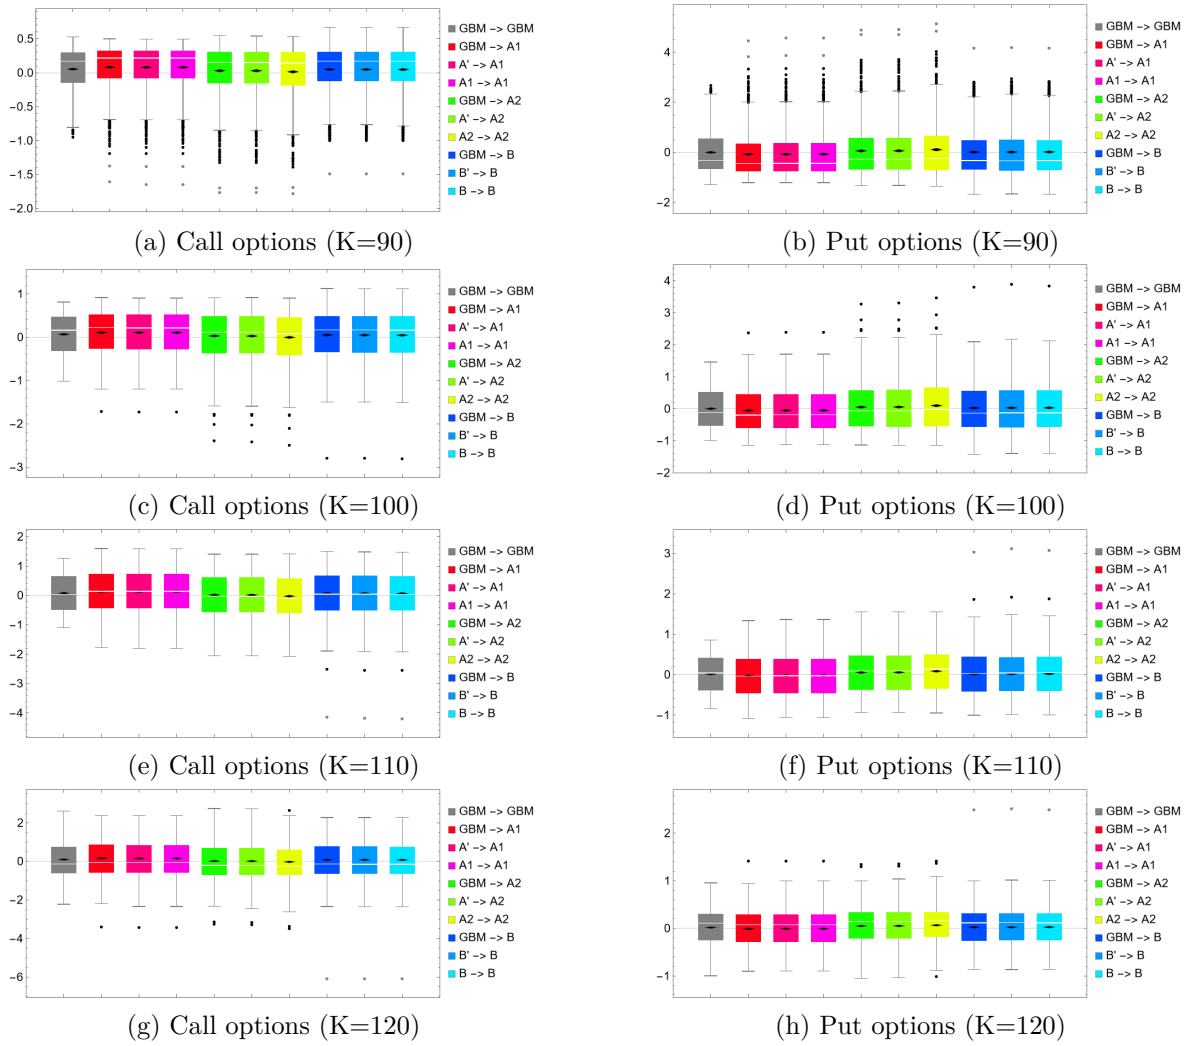 0.5
0.0
−0.5
−1.0
−1.5
−2.0
GBM −> GBM
GBM −> A1
A' −> A1
A1 −> A1
GBM −> A2
A' −> A2
A2 −> A2
GBM −> B
B' −> B
B −> B
(a) Call options (K=90)
4
2
0
−2
GBM −> GBM
GBM −> A1
A' −> A1
A1 −> A1
GBM −> A2
A' −> A2
A2 −> A2
GBM −> B
B' −> B
B −> B
(b) Put options (K=90)
1
0
−1
−2
−3
GBM −> GBM
GBM −> A1
A' −> A1
A1 −> A1
GBM −> A2
A' −> A2
A2 −> A2
GBM −> B
B' −> B
B −> B
(c) Call options (K=100)
4
3
2
1
0
−1
−2
GBM −> GBM
GBM −> A1
A' −> A1
A1 −> A1
GBM −> A2
A' −> A2
A2 −> A2
GBM −> B
B' −> B
B −> B
(d) Put options (K=100)
2
1
0
−1
−2
−3
−4
GBM −> GBM
GBM −> A1
A' −> A1
A1 −> A1
GBM −> A2
A' −> A2
A2 −> A2
GBM −> B
B' −> B
B −> B
(e) Call options (K=110)
3
2
1
0
−1
GBM −> GBM
GBM −> A1
A' −> A1
A1 −> A1
GBM −> A2
A' −> A2
A2 −> A2
GBM −> B
B' −> B
B −> B
(f) Put options (K=110)
2
0
−2
−4
−6
GBM −> GBM
GBM −> A1
A' −> A1
A1 −> A1
GBM −> A2
A' −> A2
A2 −> A2
GBM −> B
B' −> B
B −> B
(g) Call options (K=120)
2
1
0
−1
GBM −> GBM
GBM −> A1
A' −> A1
A1 −> A1
GBM −> A2
A' −> A2
A2 −> A2
GBM −> B
B' −> B
B −> B
(h) Put options (K=120)